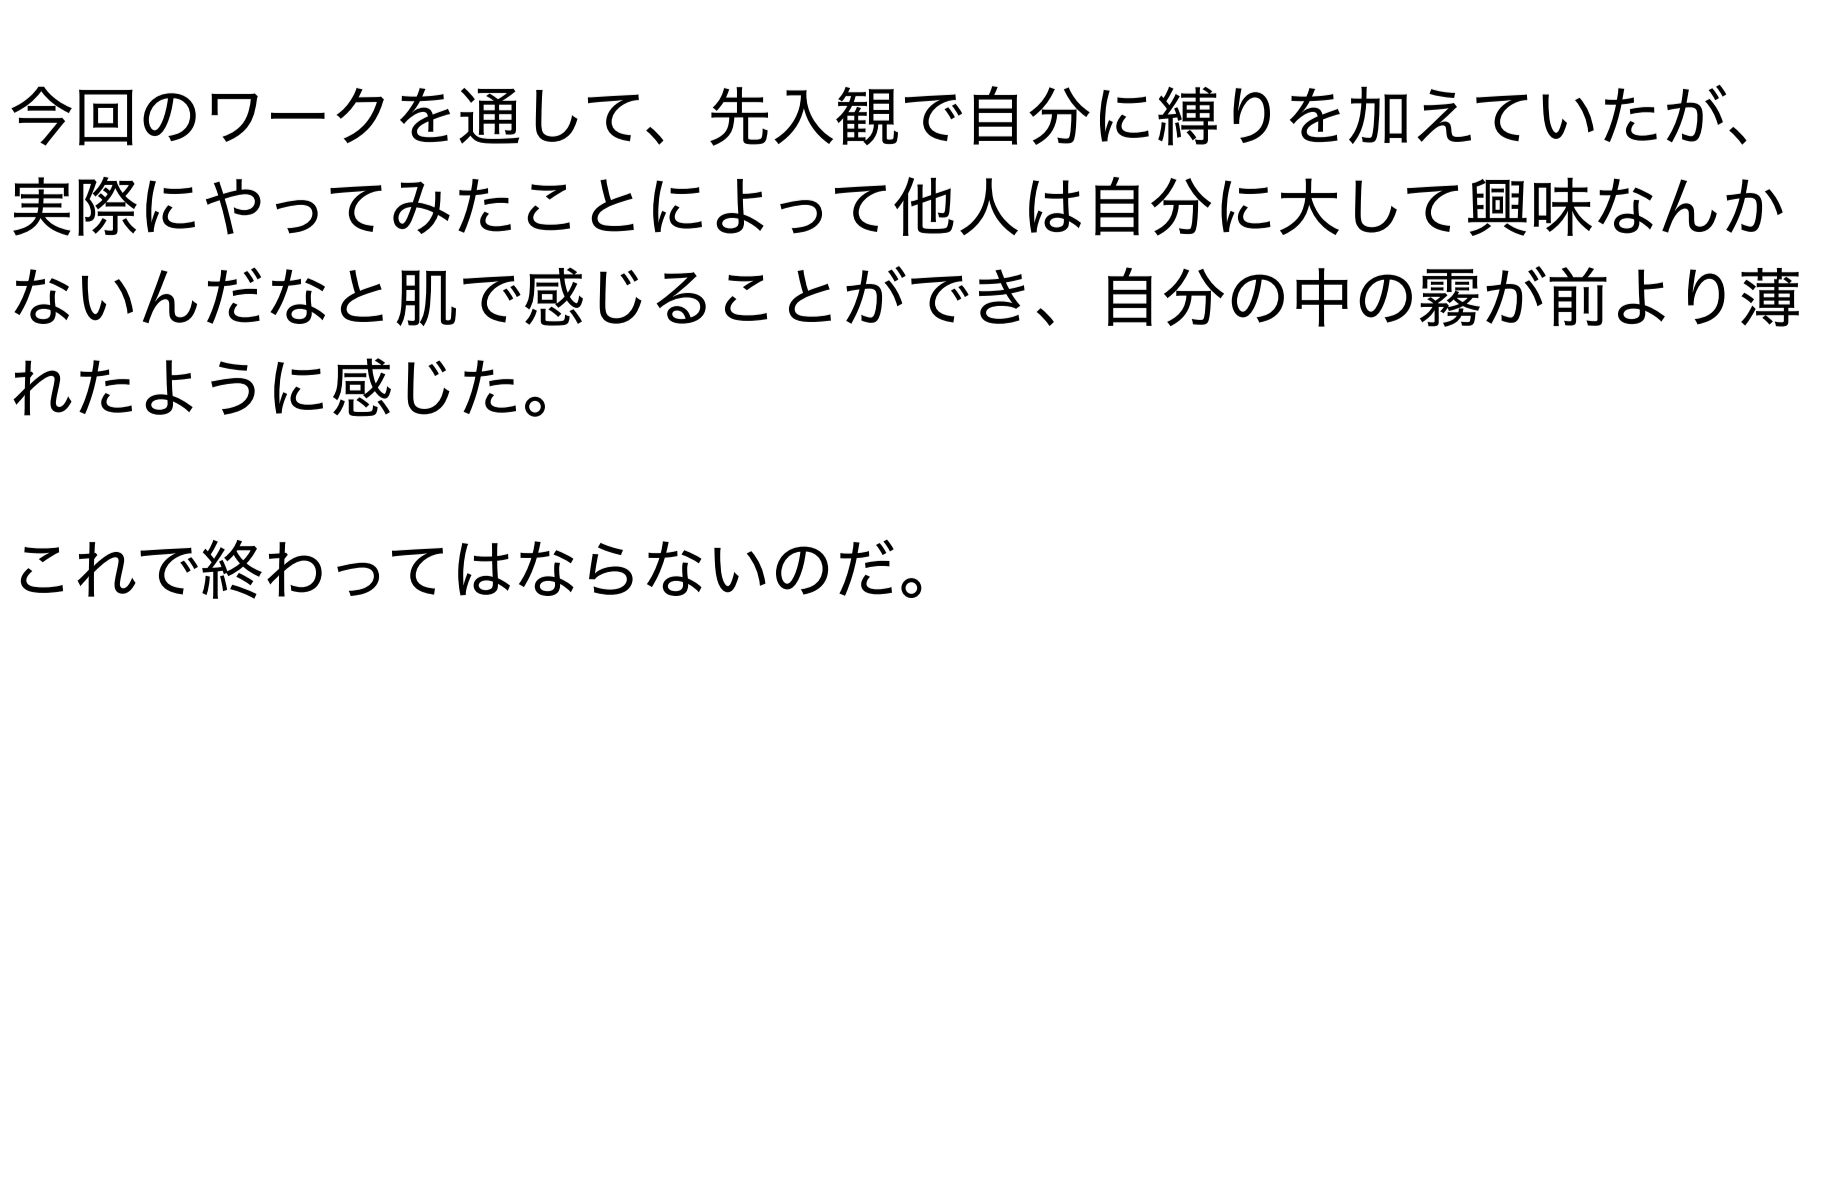 今回のワークを通して、先入観で自分に縛りを加えていたが、
実際にやってみたことによって他人は自分に大して興味なんか
ないんだなと肌で感じることができ、自分の中の霧が前より薄
れたように感じた。
これで終わってはならないのだ。